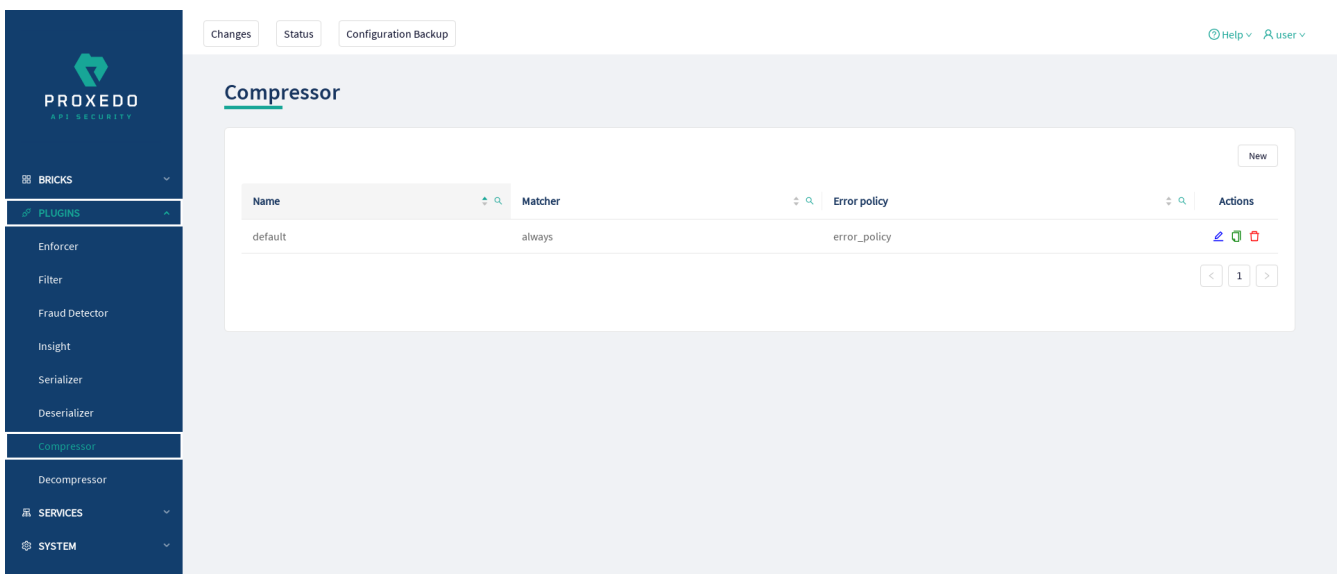 Changes Status Configuration Backup Help user
PROXEDO
API SECURITY
BRICKS
PLUGINS
Enforcer
Filter
Fraud Detector
Insight
Serializer
Deserializer
Compressor
Decompressor
SERVICES
SYSTEM
Compressor
New
Name Matcher Error policy Actions
default always error_policy
< 1 >